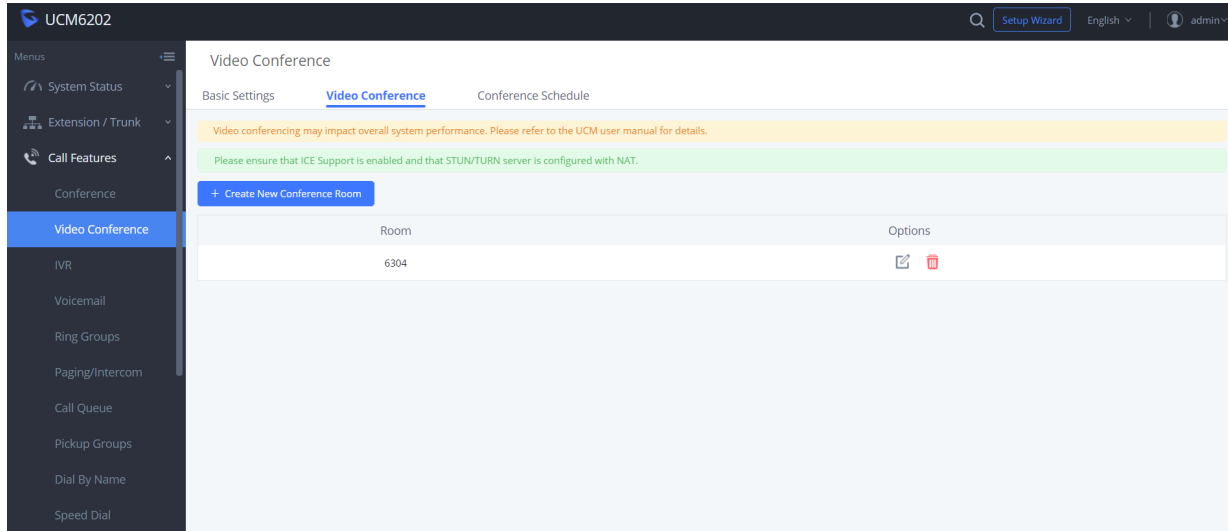 UCM6202
Setup Wizard
English
admin
Menus
System Status
Extension / Trunk
Call Features
Conference
Video Conference
IVR
Voicemail
Ring Groups
Paging/Intercom
Call Queue
Pickup Groups
Dial By Name
Speed Dial
Video Conference
Basic Settings
Video Conference
Conference Schedule
Video conferencing may impact overall system performance. Please refer to the UCM user manual for details.
Please ensure that ICE Support is enabled and that STUN/TURN server is configured with NAT.
+ Create New Conference Room
Room
Options
6304